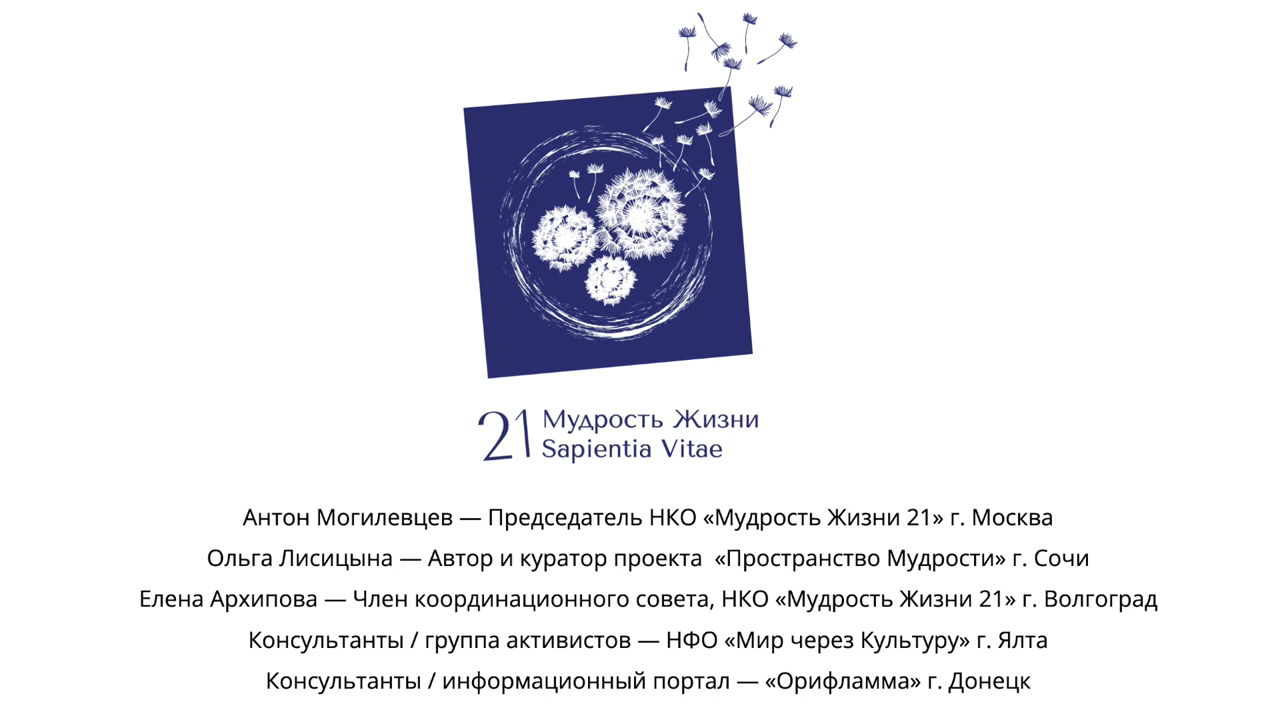 21 Мудрость Жизни
Sapientia Vitae
Антон Могилевцев — Председатель НКО «Мудрость Жизни 21» г. Москва
Ольга Лисицына — Автор и куратор проекта «Пространство Мудрости» г. Сочи
Елена Архипова — Член координационного совета, НКО «Мудрость Жизни 21» г. Волгоград
Консультанты / группа активистов — НФО «Мир через Культуру» г. Ялта
Консультанты / информационный портал — «Орифламма» г. Донецк